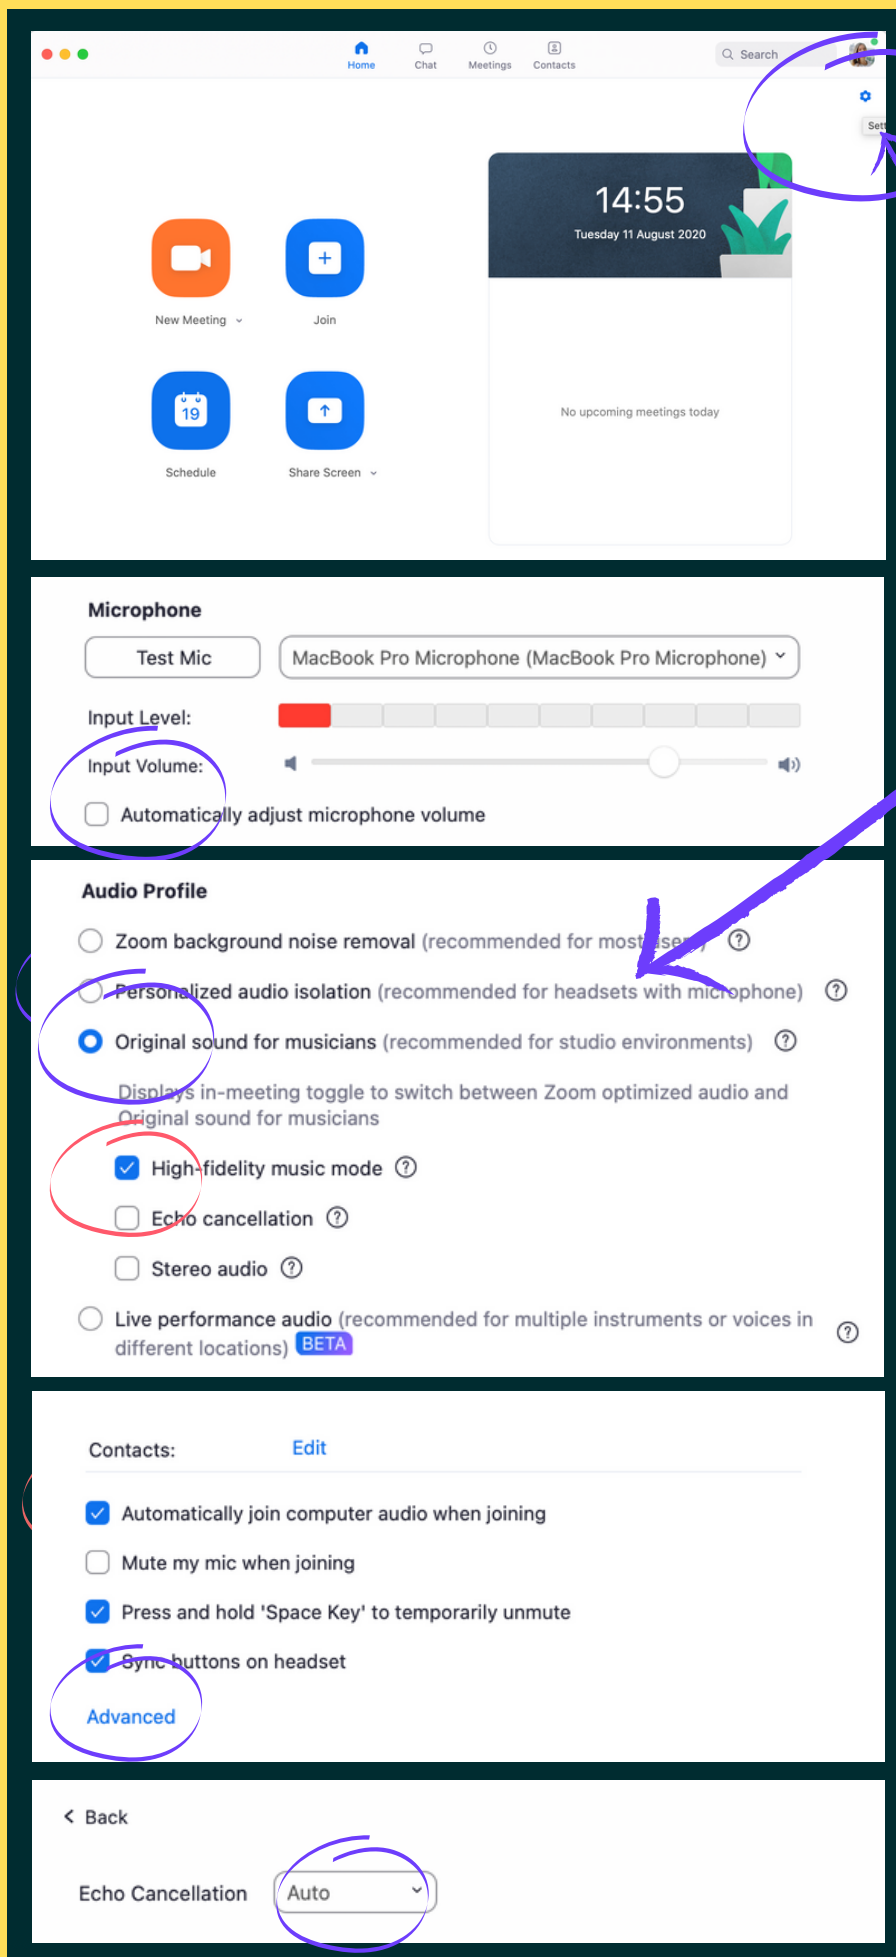 Home
Chat
Meetings
Contacts
Search
Sett
14:55
Tuesday 11 August 2020
New Meeting
Join
19
Schedule
Share Screen
No upcoming meetings today
Microphone
Test Mic
MacBook Pro Microphone (MacBook Pro Microphone)
Input Level:
Input Volume:
Automatically adjust microphone volume
Audio Profile
Zoom background noise removal (recommended for most users)
Personalized audio isolation (recommended for headsets with microphone)
Original sound for musicians (recommended for studio environments)
Displays in-meeting toggle to switch between Zoom optimized audio and
Original sound for musicians
High-fidelity music mode
Echo cancellation
Stereo audio
Live performance audio (recommended for multiple instruments or voices in
different locations) BETA
Contacts:
Edit
Automatically join computer audio when joining
Mute my mic when joining
Press and hold 'Space Key' to temporarily unmute
Sync buttons on headset
Advanced
Back
Echo Cancellation
Auto